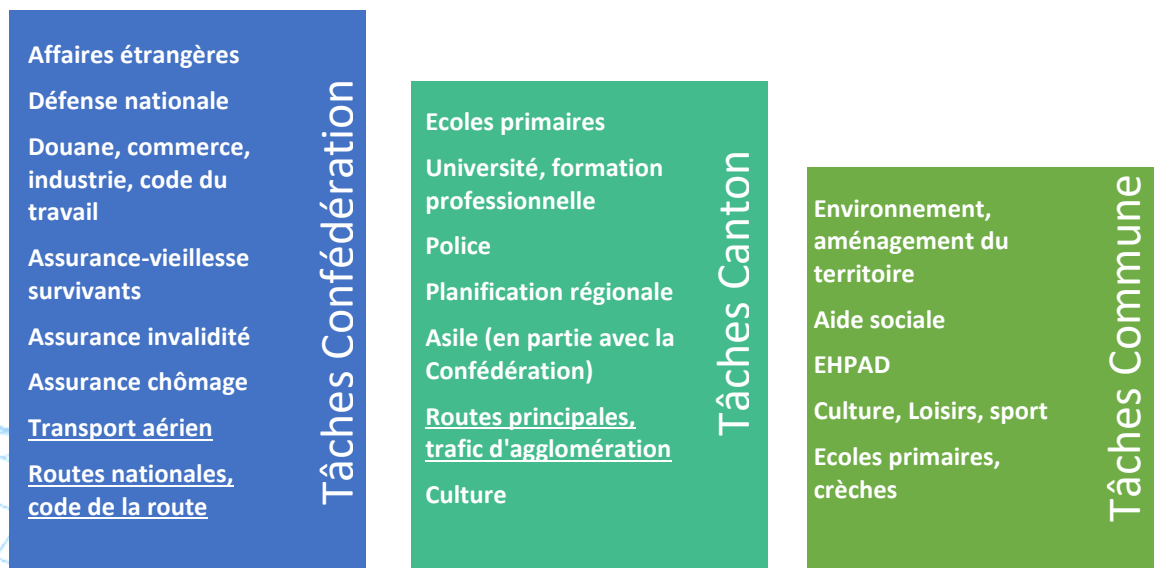 Affaires étrangères
Défense nationale
Douane, commerce,
industrie, code du
travail
Assurance-vieillesse
survivants
Assurance invalidité
Assurance chômage
Transport aérien
Routes nationales,
code de la route
Tâches Confédération
Ecoles primaires
Université, formation
professionnelle
Police
Planification régionale
Asile (en partie avec la
Confédération)
Routes principales,
trafic d'agglomération
Culture
Tâches Canton
Environnement,
aménagement du
territoire
Aide sociale
EHPAD
Culture, Loisirs, sport
Ecoles primaires,
crèches
Tâches Commune